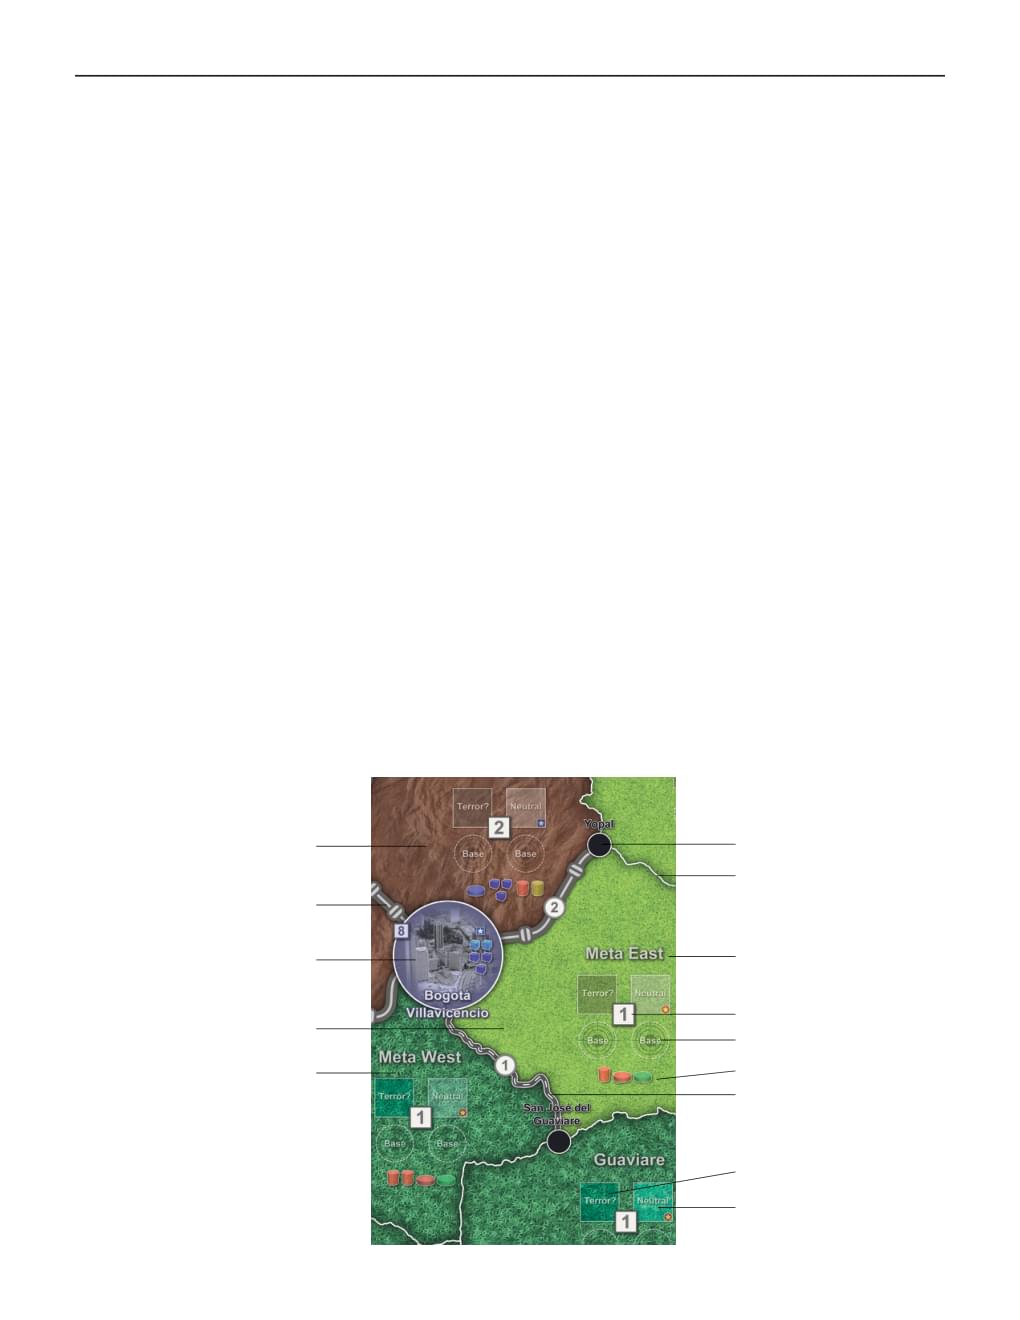 Terror?
Neutral
2
Yopal
Base
Base
2
8
Meta East
Terror?
Neutral
Bogotá
Villavicencio
1
Base
Base
Meta West
1
Terror?
Neutral
San José del
Guaviare
1
Base
Base
Guaviare
Terror?
Neutral
1